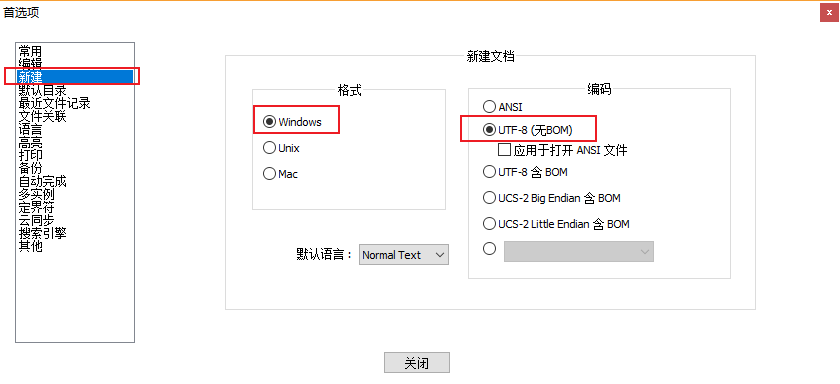 首选项
x
常用
编辑
新建
默认目录
最近文件记录
文件关联
语言
高亮
打印
备份
自动完成
多实例
定界符
云同步
搜索引擎
其他
新建文档
格式
Windows
Unix
Mac
默认语言：
Normal Text
编码
ANSI
UTF-8 (无BOM)
应用于打开 ANSI 文件
UTF-8 含 BOM
UCS-2 Big Endian 含 BOM
UCS-2 Little Endian 含 BOM
关闭